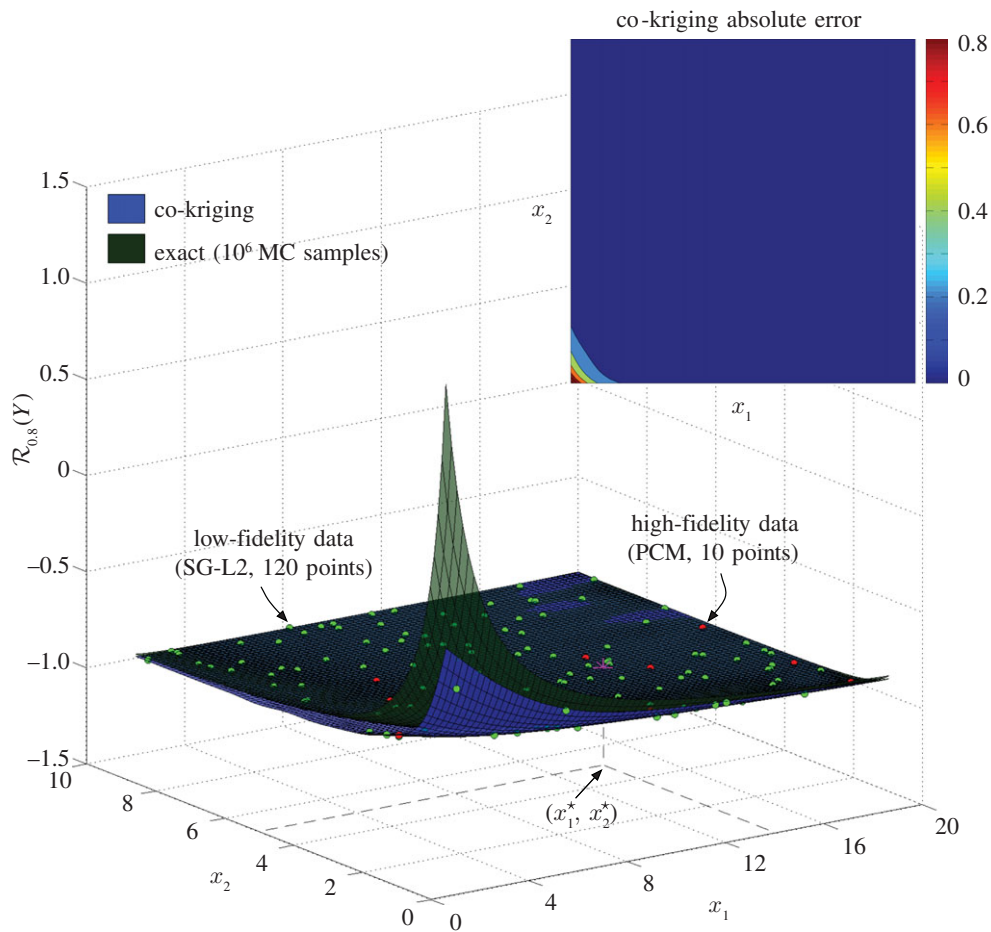 co-kriging absolute error
0.8
0.6
0.4
0.2
0
x₂
x₁
1.5
1.0
0.5
0
–0.5
–1.0
–1.5
ℛ₀.₈(Y)
co-kriging
exact (10⁶ MC samples)
low-fidelity data
(SG-L2, 120 points)
high-fidelity data
(PCM, 10 points)
(x₁*, x₂*)
10
8
6
4
2
0
x₂
0
4
8
12
16
20
x₁